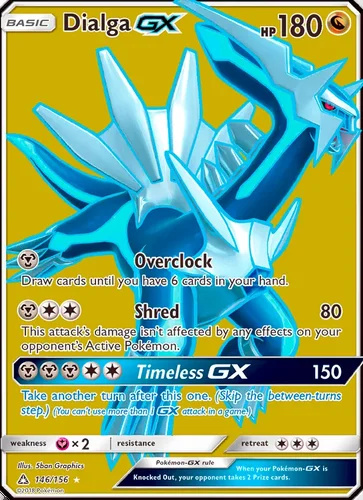 BASIC Dialga GX HP 180
Overclock
Draw cards until you have 6 cards in your hand.
Shred 80
This attack's damage isn't affected by any effects on your
opponent's Active Pokémon.
Timeless GX 150
Take another turn after this one. (Skip the between-turns
step.) (You can't use more than 1 GX attack in a game.)
weakness ×2 resistance retreat
Illus. 5ban Graphics
Pokémon-GX rule
When your Pokémon-GX is
Knocked Out, your opponent takes 2 Prize cards.
146/156
©2018 Pokémon